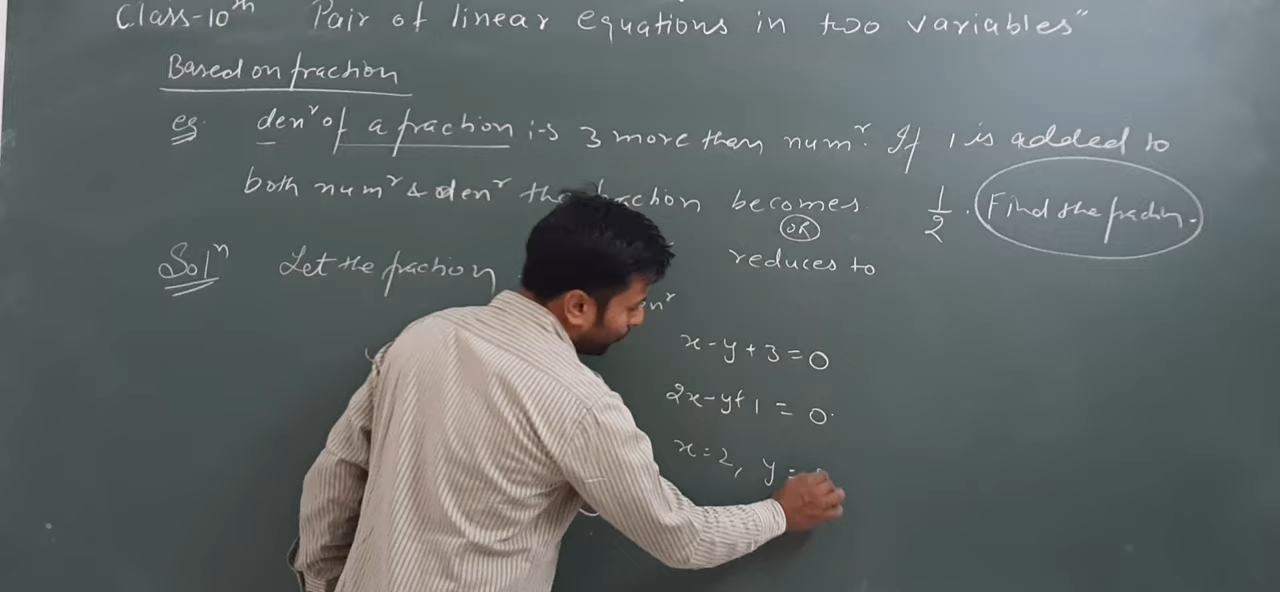 Class-10th Pair of linear equations in two variables"
Based on fraction
eg. denr of a fraction is 3 more than numr. If 1 is added to
both numr & denr the fraction becomes 1/2. Find the fraction.
OR
reduces to
Soln Let the fraction
x-y+3=0
2x-y+1=0.
x=2, y=